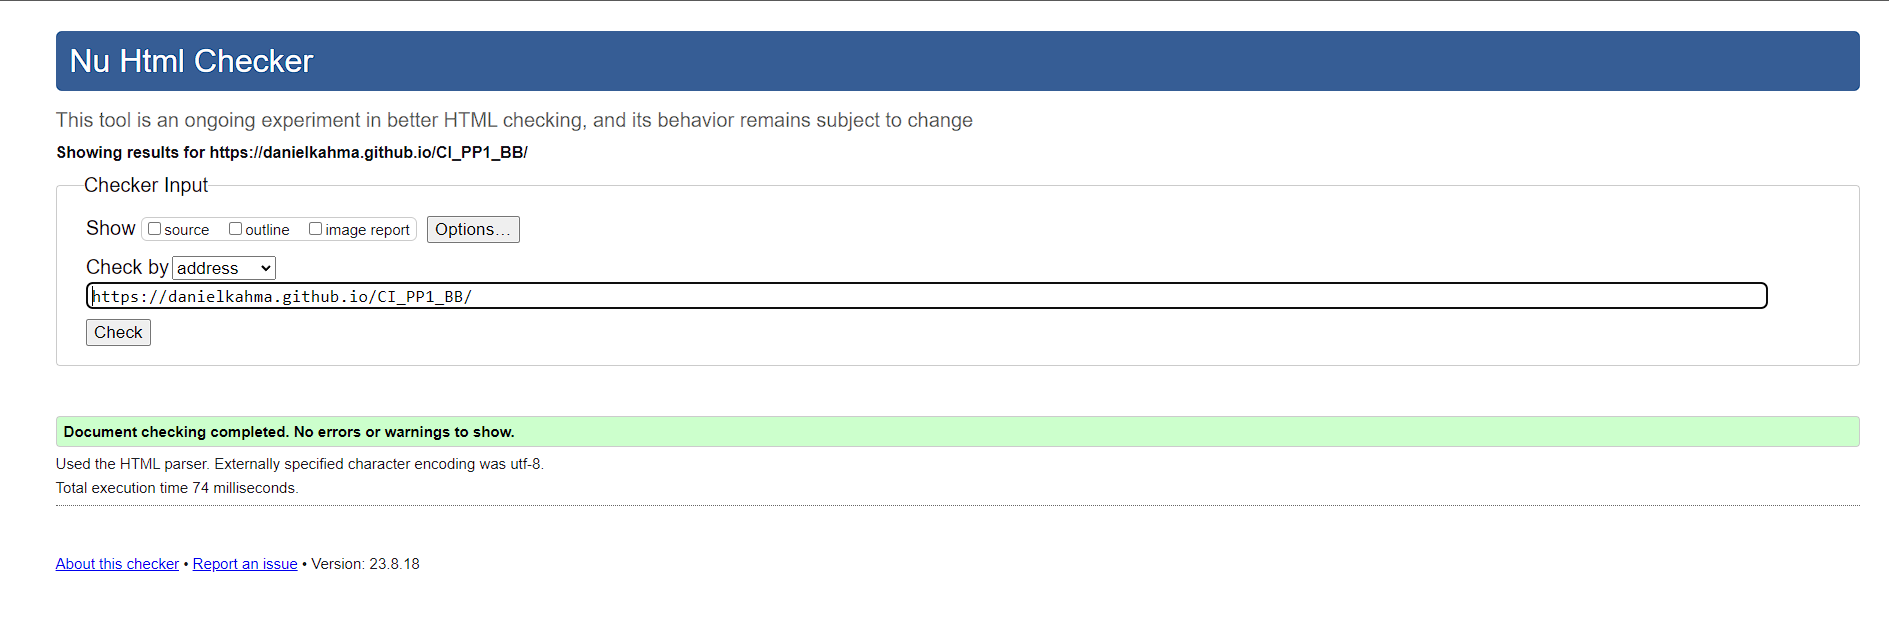 Nu Html Checker
This tool is an ongoing experiment in better HTML checking, and its behavior remains subject to change
Showing results for https://danielkahma.github.io/CI_PP1_BB/
Checker Input
Show source outline image report Options...
Check by address
https://danielkahma.github.io/CI_PP1_BB/
Check
Document checking completed. No errors or warnings to show.
Used the HTML parser. Externally specified character encoding was utf-8.
Total execution time 74 milliseconds.
About this checker • Report an issue • Version: 23.8.18